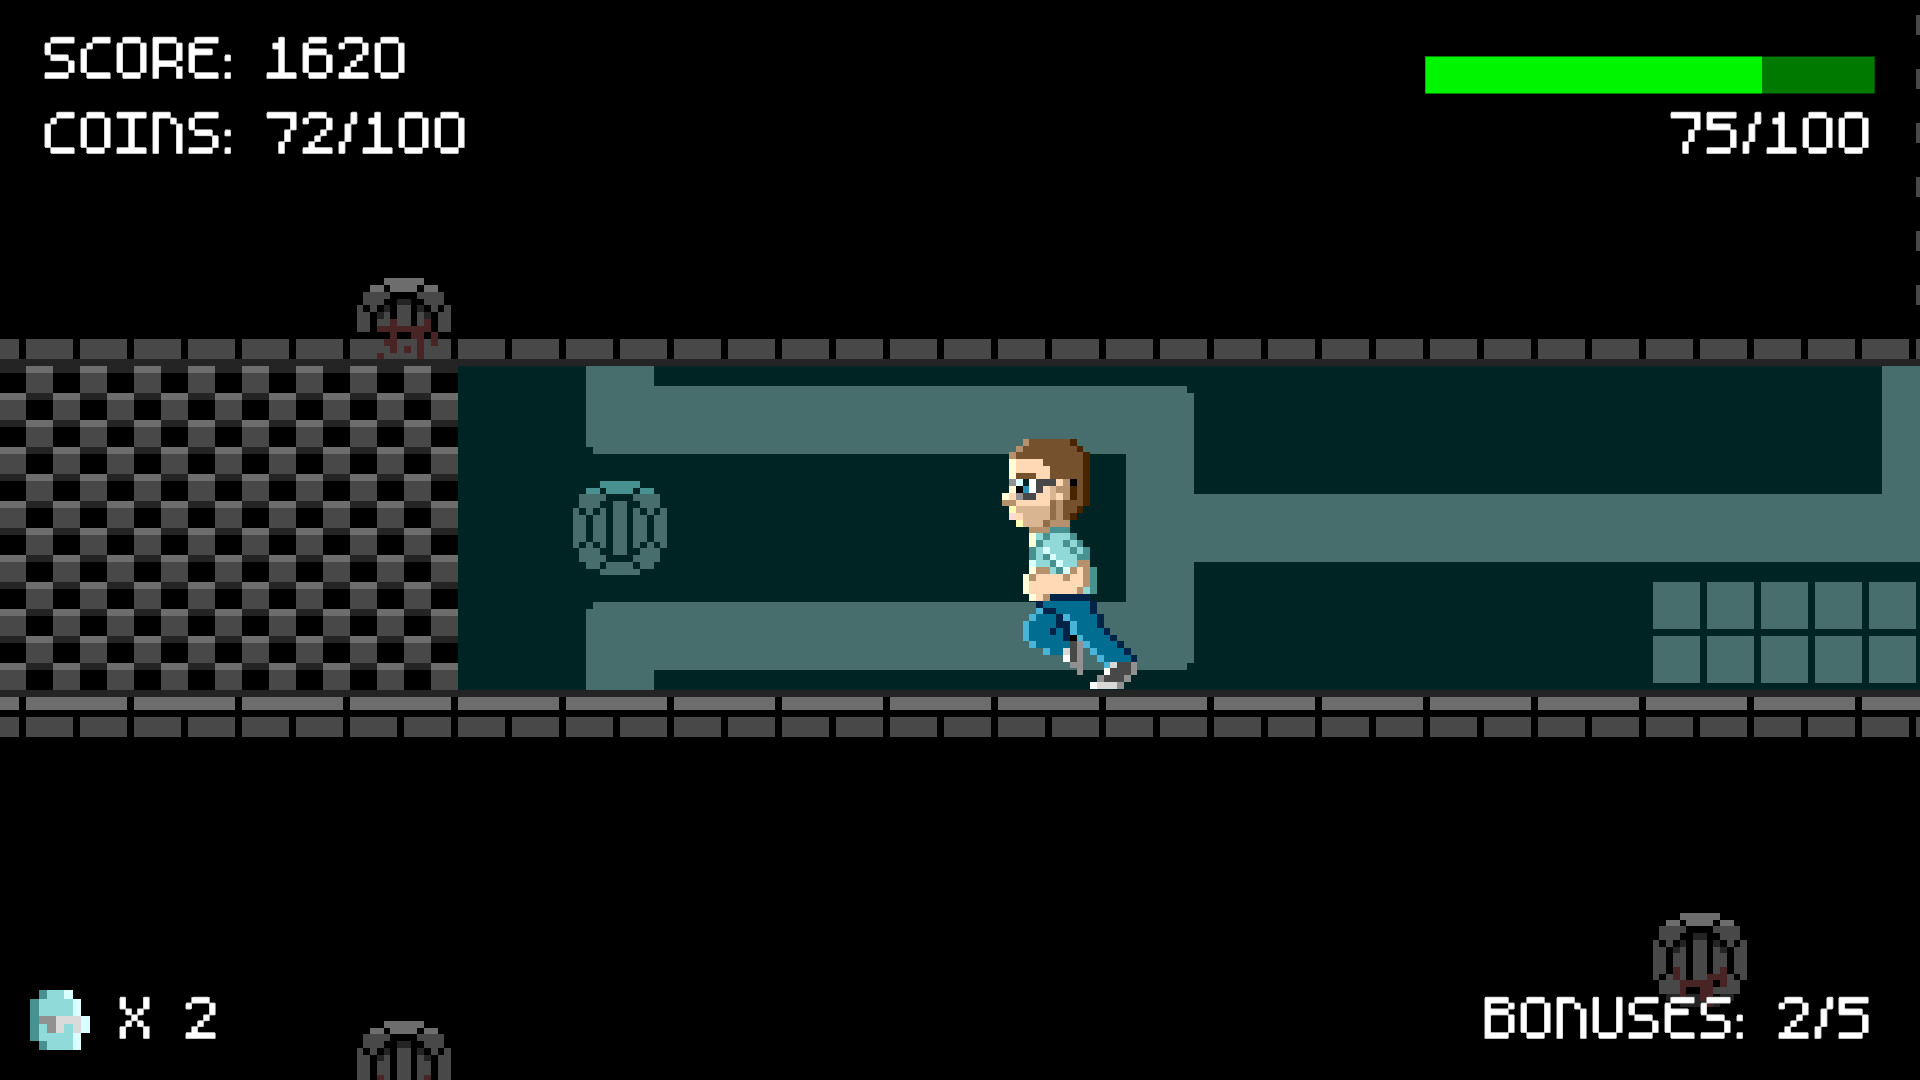 SCORE: 1620
COINS: 72/100
75/100
X 2
BONUSES: 2/5